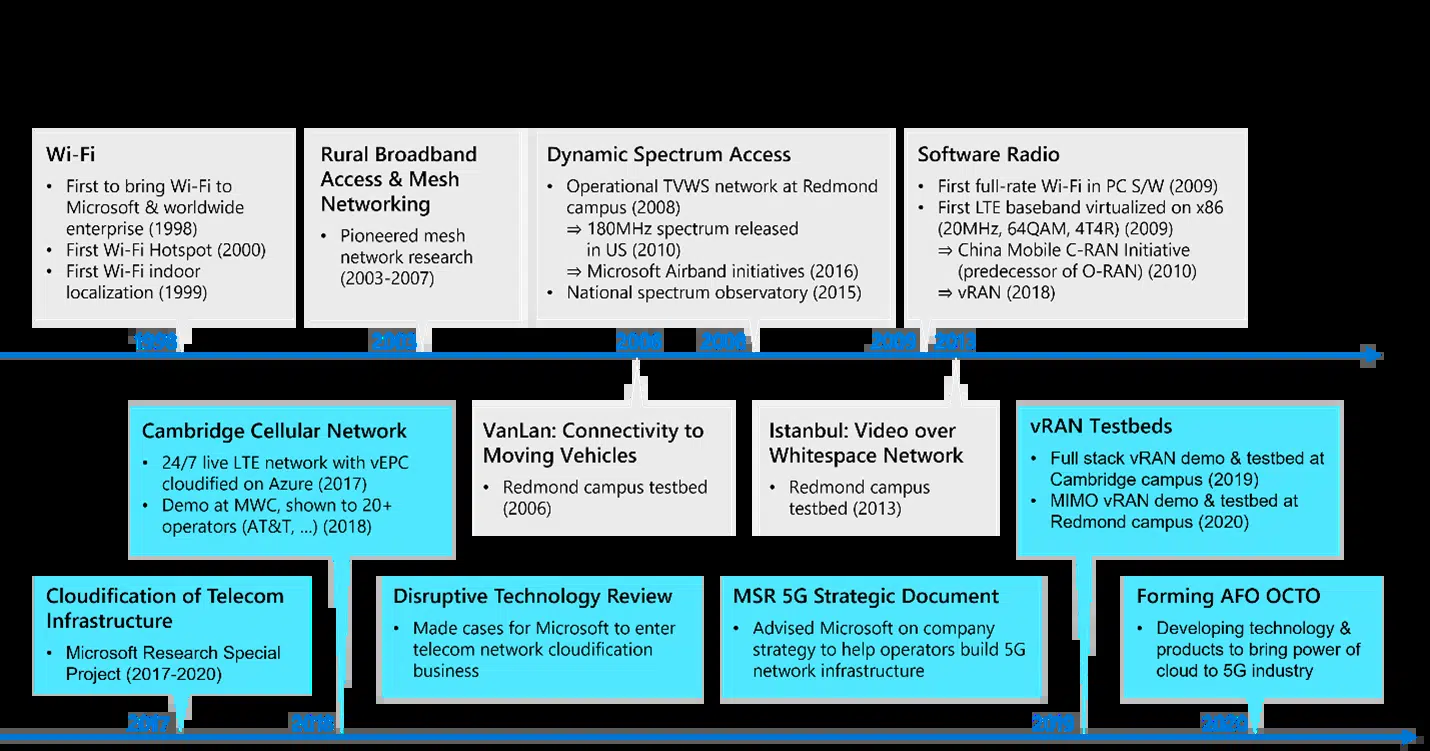 Wi-Fi
• First to bring Wi-Fi to
Microsoft & worldwide
enterprise (1998)
• First Wi-Fi Hotspot (2000)
• First Wi-Fi indoor
localization (1999)
Rural Broadband
Access & Mesh
Networking
• Pioneered mesh
network research
(2003-2007)
Dynamic Spectrum Access
• Operational TVWS network at Redmond
campus (2008)
⇒ 180MHz spectrum released
in US (2010)
⇒ Microsoft Airband initiatives (2016)
• National spectrum observatory (2015)
Software Radio
• First full-rate Wi-Fi in PC S/W (2009)
• First LTE baseband virtualized on x86
(20MHz, 64QAM, 4T4R) (2009)
⇒ China Mobile C-RAN Initiative
(predecessor of O-RAN) (2010)
⇒ vRAN (2018)
1998
2003
2006
2008
2009
2013
Cambridge Cellular Network
• 24/7 live LTE network with vEPC
cloudified on Azure (2017)
• Demo at MWC, shown to 20+
operators (AT&T, ...) (2018)
VanLan: Connectivity to
Moving Vehicles
• Redmond campus testbed
(2006)
Istanbul: Video over
Whitespace Network
• Redmond campus
testbed (2013)
vRAN Testbeds
• Full stack vRAN demo & testbed at
Cambridge campus (2019)
• MIMO vRAN demo & testbed at
Redmond campus (2020)
Cloudification of Telecom
Infrastructure
• Microsoft Research Special
Project (2017-2020)
Disruptive Technology Review
• Made cases for Microsoft to enter
telecom network cloudification
business
MSR 5G Strategic Document
• Advised Microsoft on company
strategy to help operators build 5G
network infrastructure
Forming AFO OCTO
• Developing technology &
products to bring power of
cloud to 5G industry
2017
2018
2019
2020